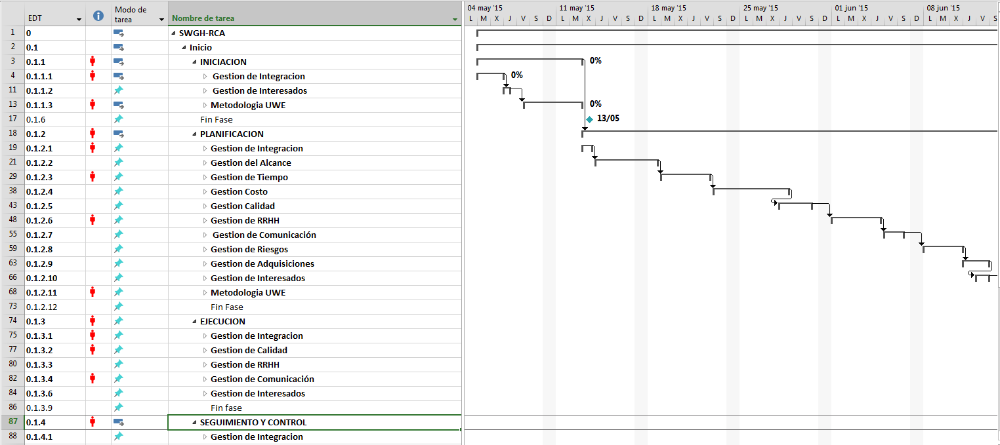 EDT
Modo de tarea
Nombre de tarea
04 may '15 11 may '15 18 may '15 25 may '15 01 jun '15 08 jun '15
L M X J V S D L M X J V S D L M X J V S D L M X J V S D L M X J V S D L M X J V S
1 0 SWGH-RCA
2 0.1 Inicio
3 0.1.1 INICIACION 0%
4 0.1.1.1 Gestion de Integracion 0%
11 0.1.1.2 Gestion de Interesados
13 0.1.1.3 Metodologia UWE 0%
17 0.1.6 Fin Fase 13/05
18 0.1.2 PLANIFICACION
19 0.1.2.1 Gestion de Integracion
21 0.1.2.2 Gestion del Alcance
29 0.1.2.3 Gestion de Tiempo
38 0.1.2.4 Gestion Costo
43 0.1.2.5 Gestion Calidad
48 0.1.2.6 Gestion de RRHH
55 0.1.2.7 Gestion de Comunicación
59 0.1.2.8 Gestion de Riesgos
63 0.1.2.9 Gestion de Adquisiciones
66 0.1.2.10 Gestion de Interesados
68 0.1.2.11 Metodologia UWE
73 0.1.2.12 Fin Fase
74 0.1.3 EJECUCION
75 0.1.3.1 Gestion de Integracion
77 0.1.3.2 Gestion de Calidad
80 0.1.3.3 Gestion de RRHH
82 0.1.3.4 Gestion de Comunicación
84 0.1.3.6 Gestion de Interesados
86 0.1.3.9 Fin fase
87 0.1.4 SEGUIMIENTO Y CONTROL
88 0.1.4.1 Gestion de Integracion